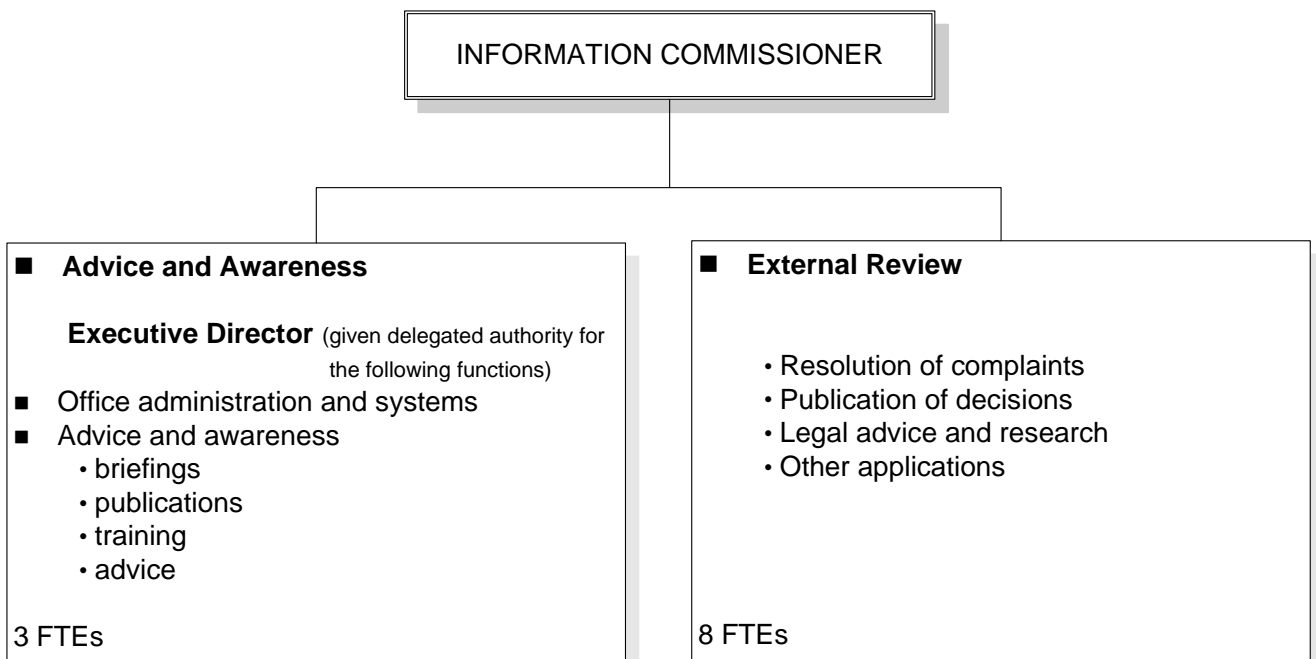 INFORMATION COMMISSIONER
■ Advice and Awareness
Executive Director (given delegated authority for
the following functions)
■ Office administration and systems
■ Advice and awareness
• briefings
• publications
• training
• advice
3 FTEs
■ External Review
• Resolution of complaints
• Publication of decisions
• Legal advice and research
• Other applications
8 FTEs